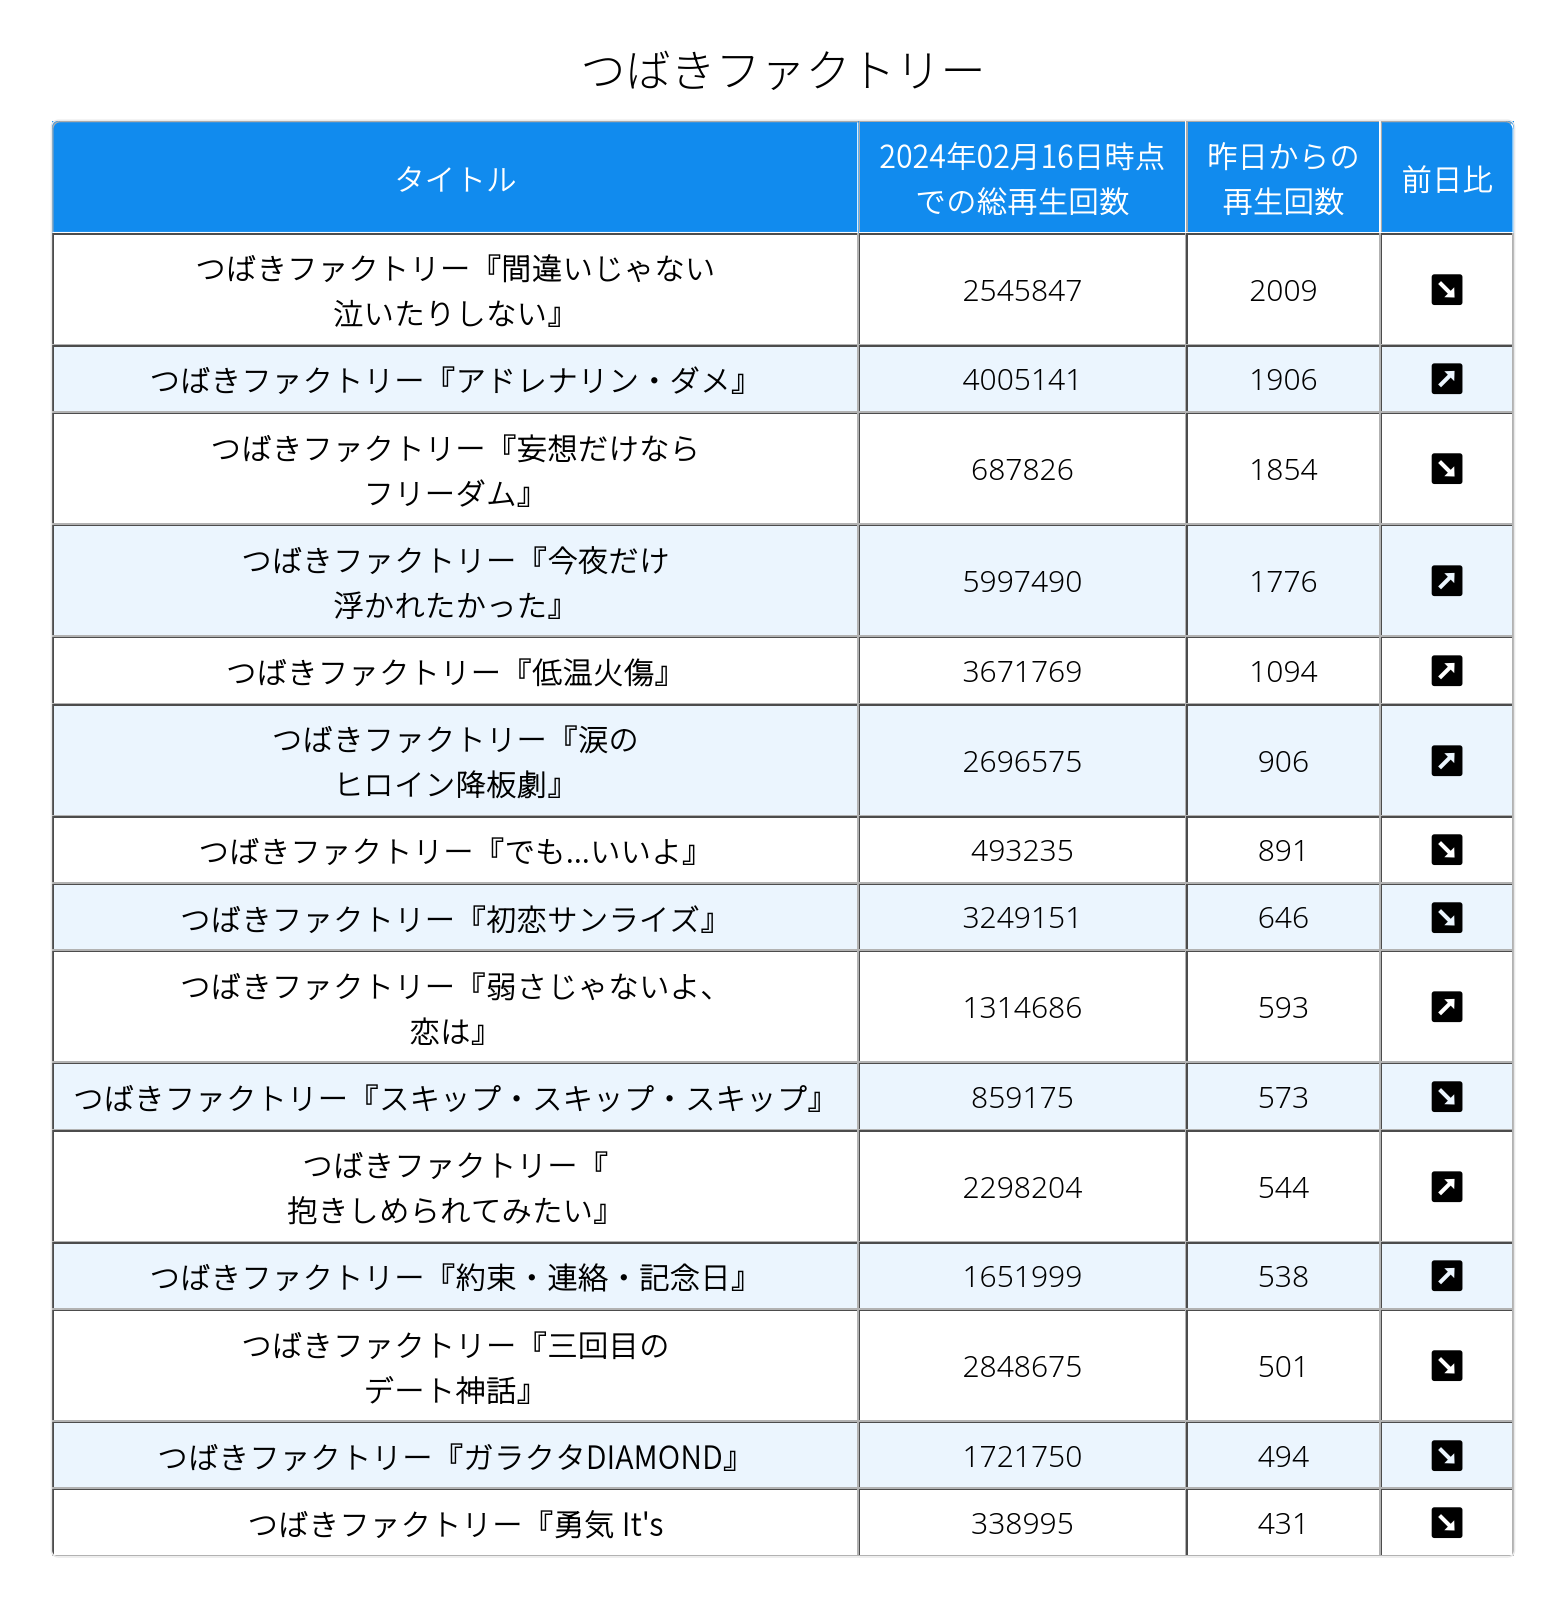 つばきファクトリー
タイトル
2024年02月16日時点
での総再生回数
昨日からの
再生回数
前日比
つばきファクトリー『間違いじゃない
泣いたりしない』
2545847
2009
つばきファクトリー『アドレナリン・ダメ』
4005141
1906
つばきファクトリー『妄想だけなら
フリーダム』
687826
1854
つばきファクトリー『今夜だけ
浮かれたかった』
5997490
1776
つばきファクトリー『低温火傷』
3671769
1094
つばきファクトリー『涙の
ヒロイン降板劇』
2696575
906
つばきファクトリー『でも...いいよ』
493235
891
つばきファクトリー『初恋サンライズ』
3249151
646
つばきファクトリー『弱さじゃないよ、
恋は』
1314686
593
つばきファクトリー『スキップ・スキップ・スキップ』
859175
573
つばきファクトリー『
抱きしめられてみたい』
2298204
544
つばきファクトリー『約束・連絡・記念日』
1651999
538
つばきファクトリー『三回目の
デート神話』
2848675
501
つばきファクトリー『ガラクタDIAMOND』
1721750
494
つばきファクトリー『勇気 It's
338995
431